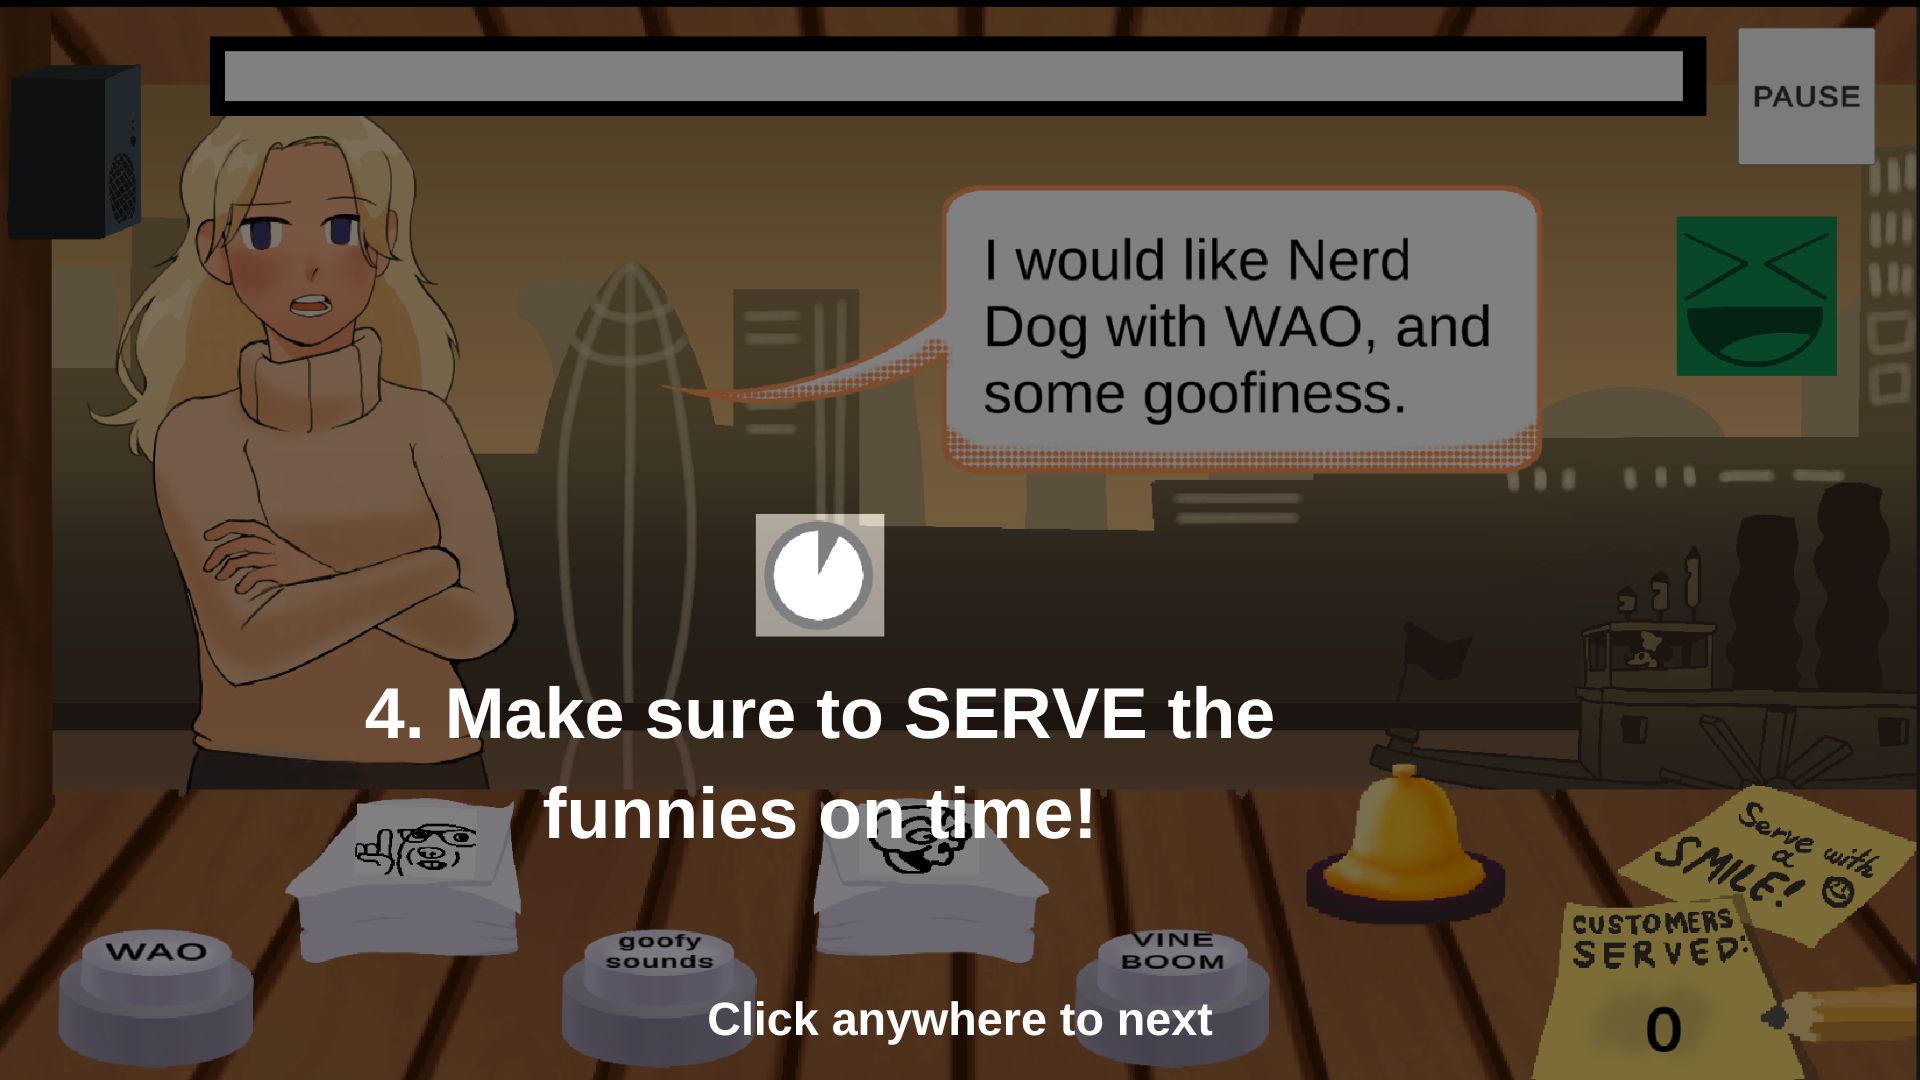 PAUSE
I would like Nerd
Dog with WAO, and
some goofiness.
4. Make sure to SERVE the
funnies on time!
Serve with
a
SMILE!
CUSTOMERS
SERVED:
0
WAO
goofy
sounds
VINE
BOOM
Click anywhere to next